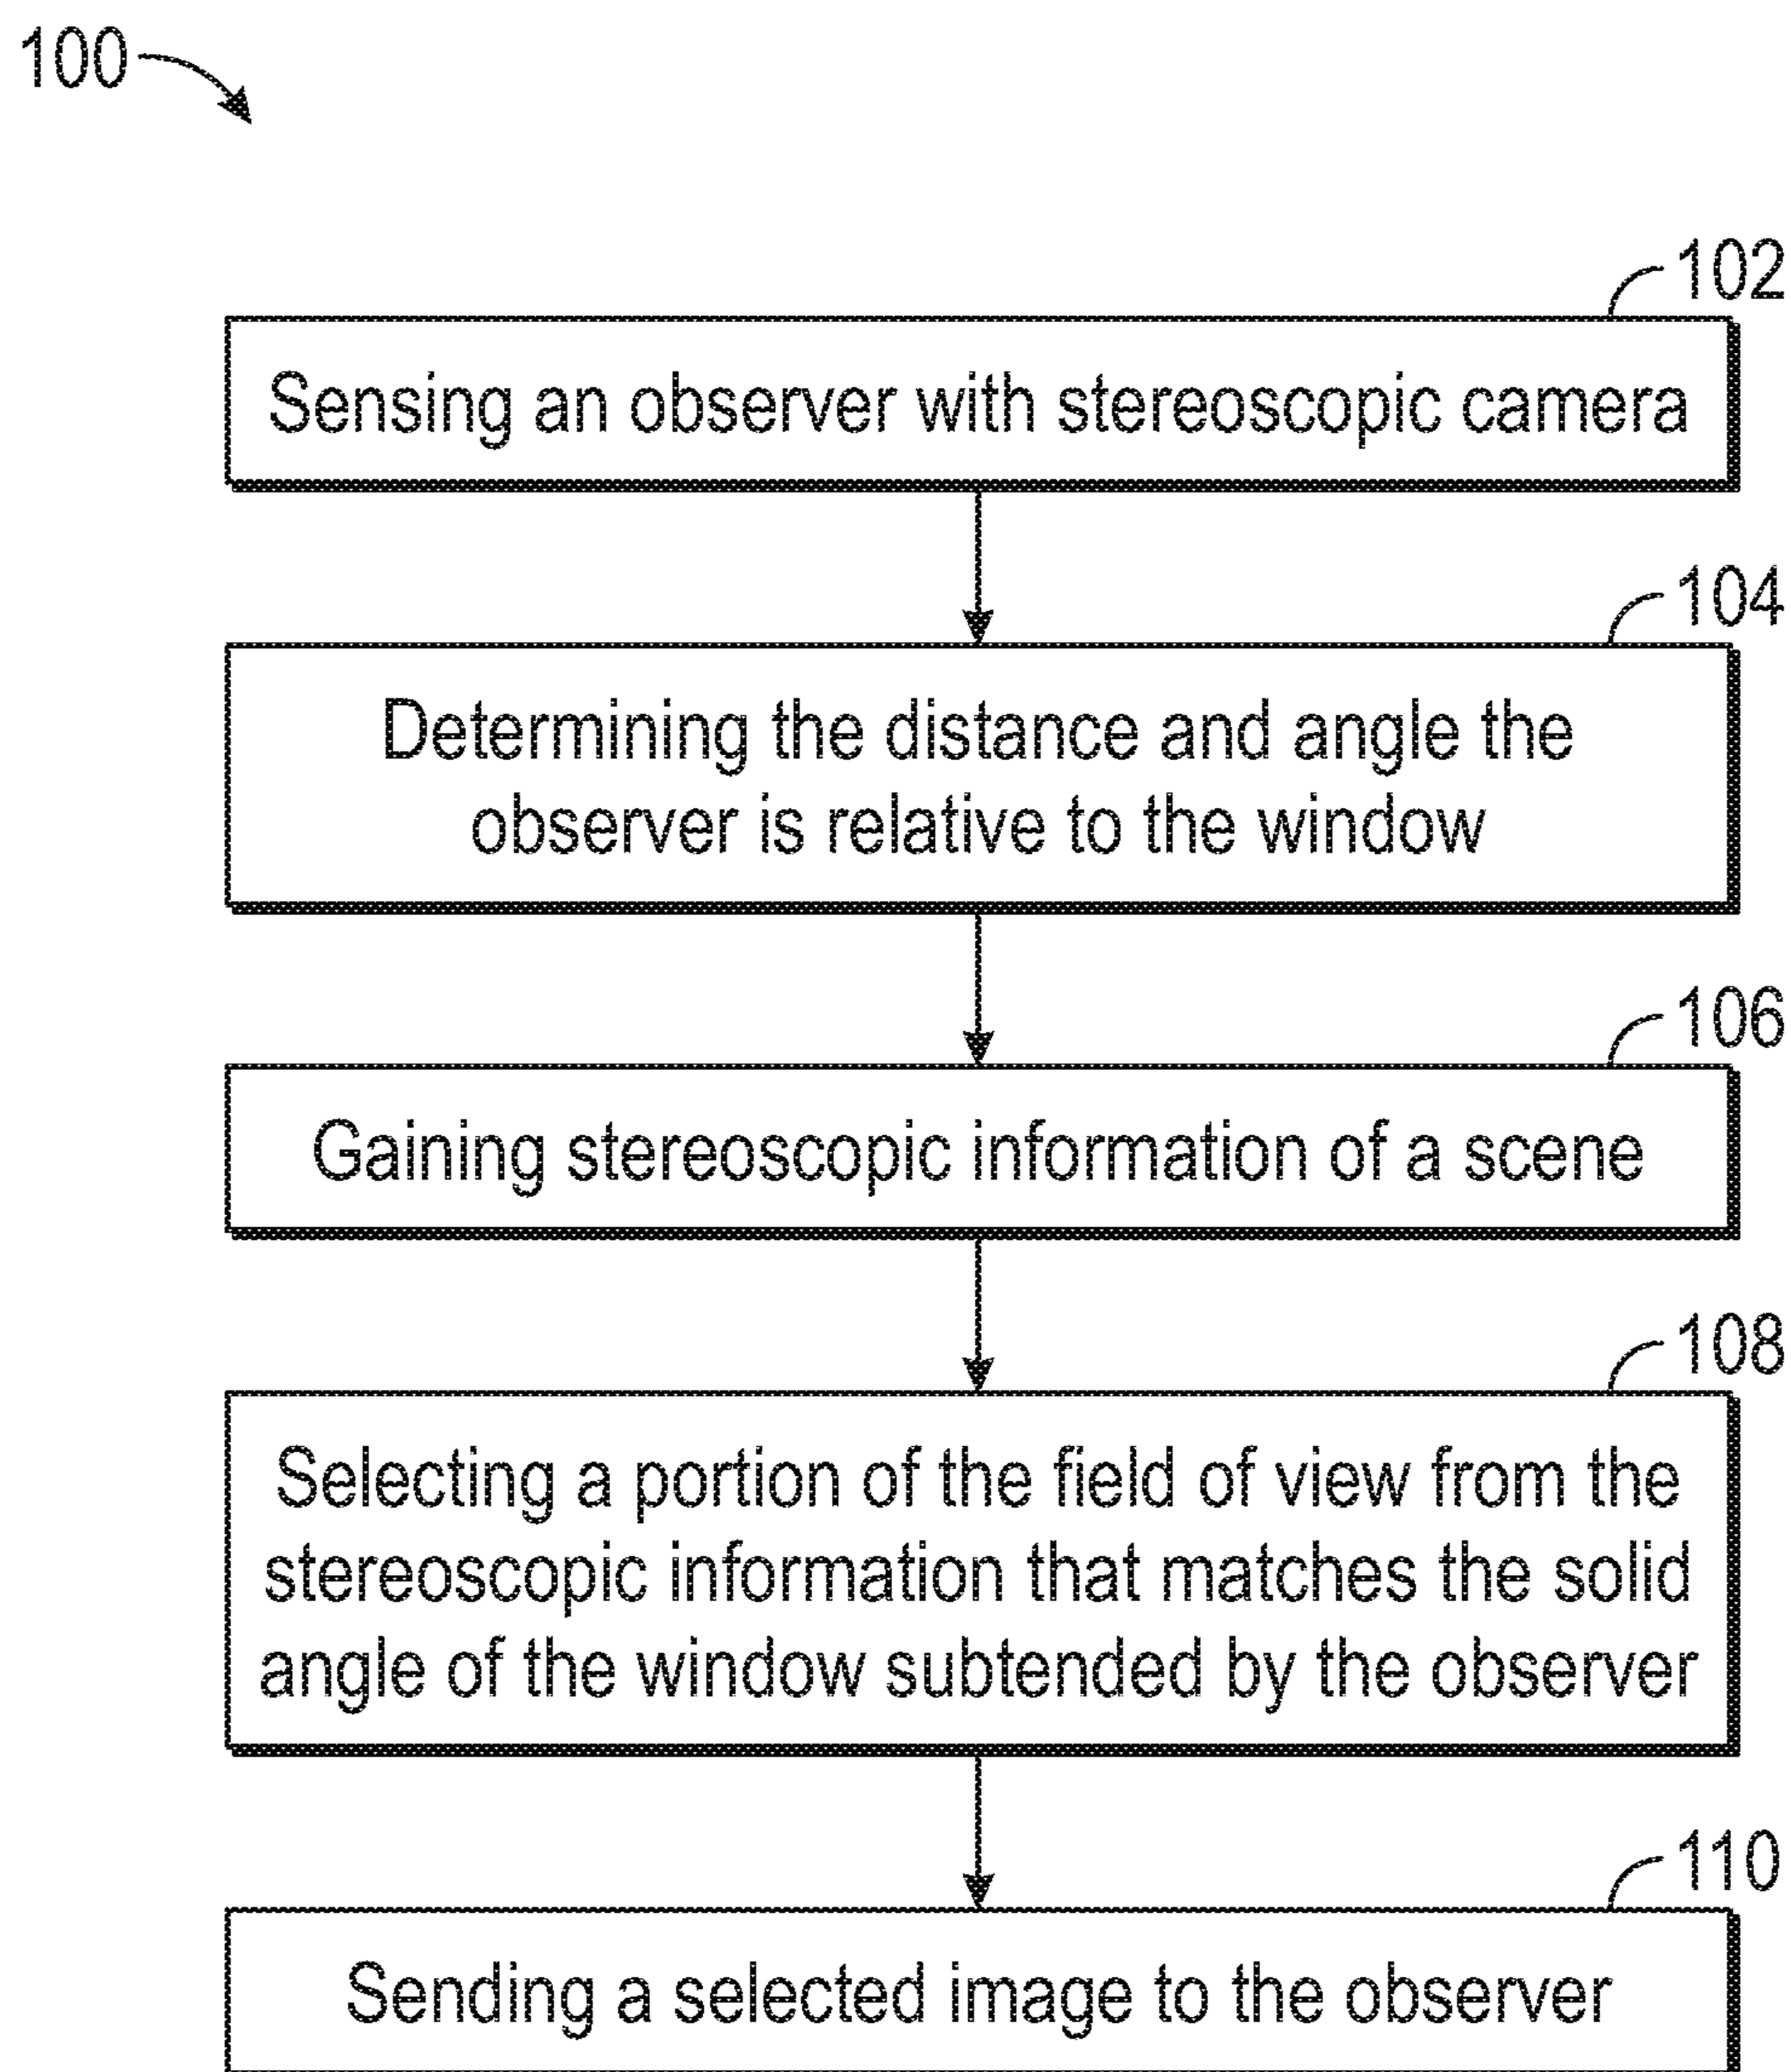 100
102
Sensing an observer with stereoscopic camera
104
Determining the distance and angle the
observer is relative to the window
106
Gaining stereoscopic information of a scene
108
Selecting a portion of the field of view from the
stereoscopic information that matches the solid
angle of the window subtended by the observer
110
Sending a selected image to the observer